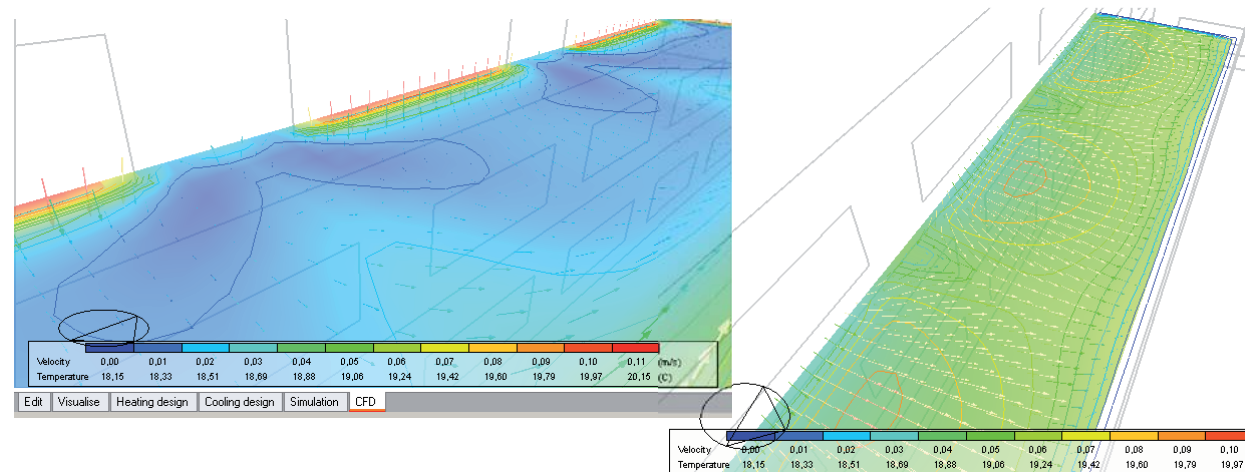 Velocity 0,00 0,01 0,02 0,03 0,04 0,05 0,06 0,07 0,08 0,09 0,10 0,11 (m/s)
Temperature 18,15 18,33 18,51 18,69 18,88 19,06 19,24 19,42 19,60 19,79 19,97 20,15 (C)
Edit Visualise Heating design Cooling design Simulation CFD
Velocity 0,00 0,01 0,02 0,03 0,04 0,05 0,06 0,07 0,08 0,09 0,10
Temperature 18,15 18,33 18,51 18,69 18,88 19,06 19,24 19,42 19,60 19,79 19,97